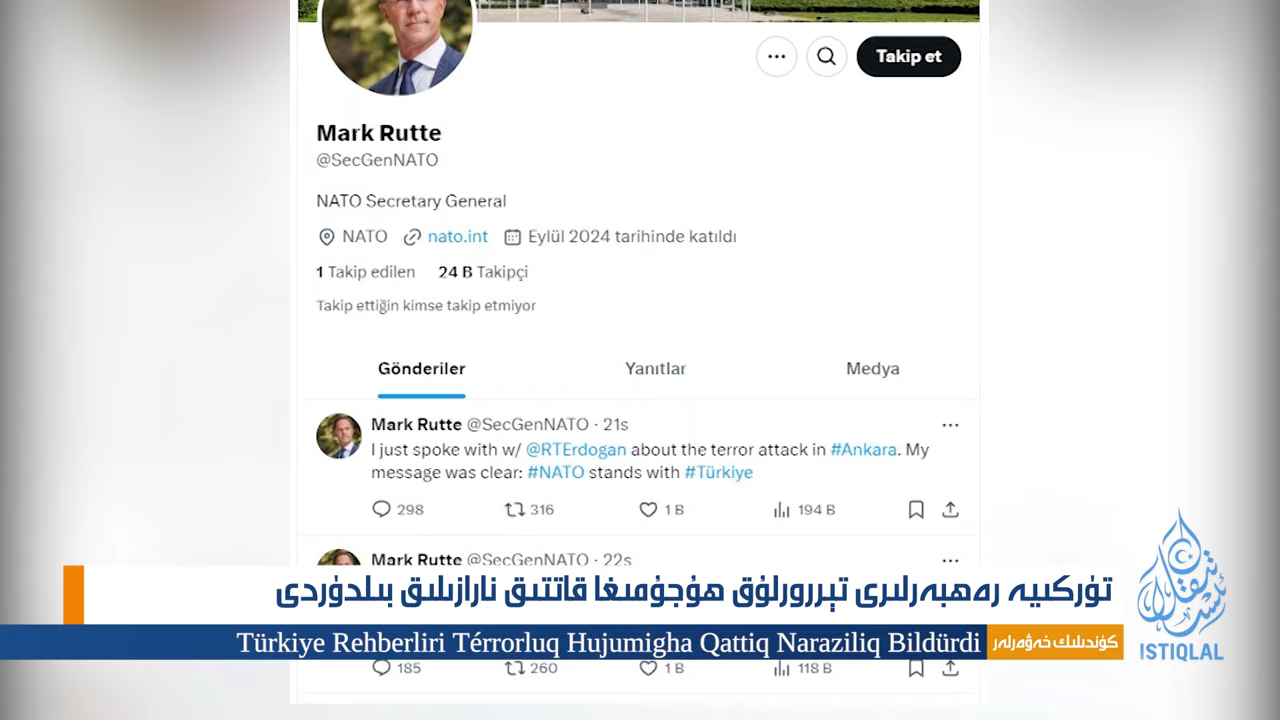 Takip et
Mark Rutte
@SecGenNATO
NATO Secretary General
NATO nato.int Eylül 2024 tarihinde katıldı
1 Takip edilen 24 B Takipçi
Takip ettiğin kimse takip etmiyor
Gönderiler Yanıtlar Medya
Mark Rutte @SecGenNATO · 21s
I just spoke with w/ @RTErdogan about the terror attack in #Ankara. My
message was clear: #NATO stands with #Türkiye
298 316 1 B 194 B
Mark Rutte @SecGenNATO · 22s
تۈركىيە رەھبەرلىرى تېررورلۇق ھۇجۇمىغا قاتتىق نارازىلىق بىلدۈردى
Türkiye Rehberliri Térrorluq Hujumigha Qattiq Naraziliq Bildürdi
كۈندىلىك خەۋەرلەر
185 260 1 B 118 B
ئىستىقلال
ISTIQLAL